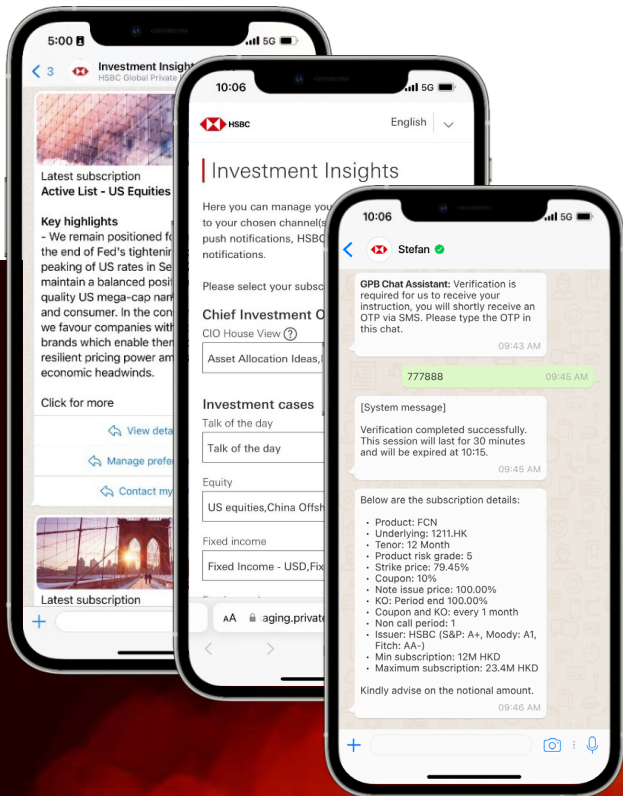 5:00
5G
3
Investment Insight
HSBC Global Private
Latest subscription
Active List - US Equities
Key highlights
- We remain positioned fo
the end of Fed's tightenin
peaking of US rates in Se
maintain a balanced posit
quality US mega-cap nam
and consumer. In the con
we favour companies with
brands which enable them
resilient pricing power am
economic headwinds.
Click for more
View deta
Manage prefe
Contact my
Latest subscription
10:06
5G
HSBC
English
Investment Insights
Here you can manage you
to your chosen channel(s
push notifications, HSBC
notifications.
Please select your subsc
Chief Investment O
CIO House View ?
Asset Allocation Ideas,
Investment cases
Talk of the day
Talk of the day
Equity
US equities,China Offsh
Fixed income
Fixed Income - USD,Fix
AA
aging.private
10:06
5G
Stefan
GPB Chat Assistant: Verification is
required for us to receive your
instruction, you will shortly receive an
OTP via SMS. Please type the OTP in
this chat.
09:43 AM
777888
09:45 AM
[System message]
Verification completed successfully.
This session will last for 30 minutes
and will be expired at 10:15.
09:45 AM
Below are the subscription details:
• Product: FCN
• Underlying: 1211.HK
• Tenor: 12 Month
• Product risk grade: 5
• Strike price: 79.45%
• Coupon: 10%
• Note issue price: 100.00%
• KO: Period end 100.00%
• Coupon and KO: every 1 month
• Non call period: 1
• Issuer: HSBC (S&P: A+, Moody: A1,
Fitch: AA-)
• Min subscription: 12M HKD
• Maximum subscription: 23.4M HKD
Kindly advise on the notional amount.
09:46 AM